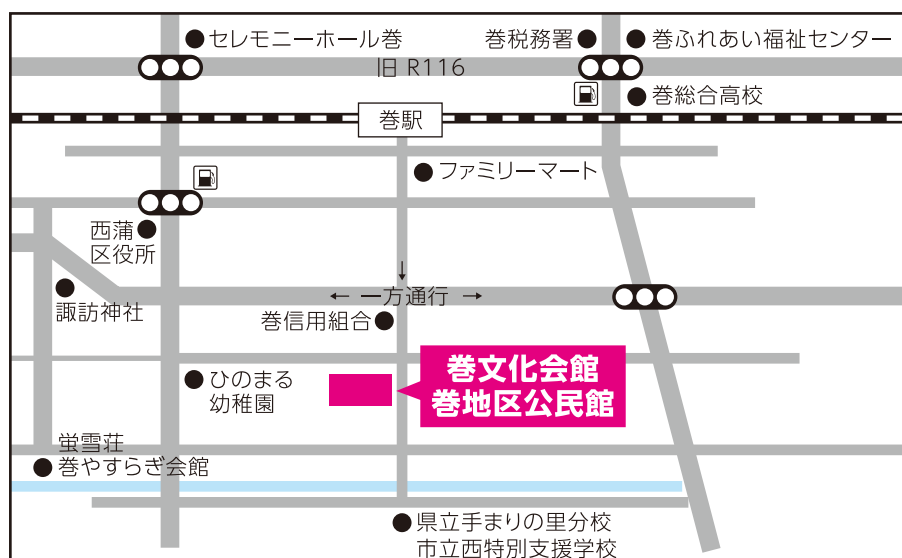 セレモニーホール巻
巻税務署
巻ふれあい福祉センター
旧 R116
巻総合高校
巻駅
ファミリーマート
西蒲
区役所
諏訪神社
↓
← 一方通行 →
巻信用組合
ひのまる
幼稚園
巻文化会館
巻地区公民館
蛍雪荘
巻やすらぎ会館
県立手まりの里分校
市立西特別支援学校